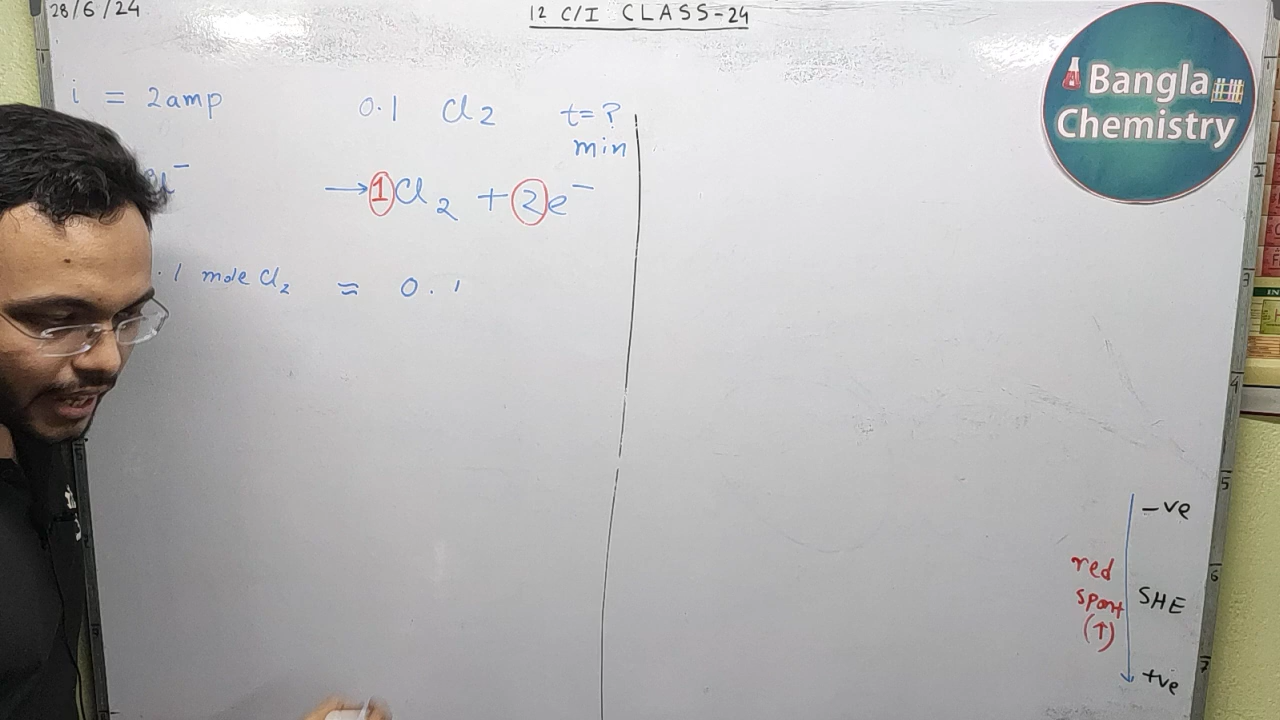 28/6/24
12 C/I CLASS-24
i = 2amp
0.1 Cl2 t= ?
min
→ 1Cl2 + 2e⁻
.1 mole Cl2 ≈ 0.1
Bangla
Chemistry
-ve
red
spont
(↑)
SHE
+ve